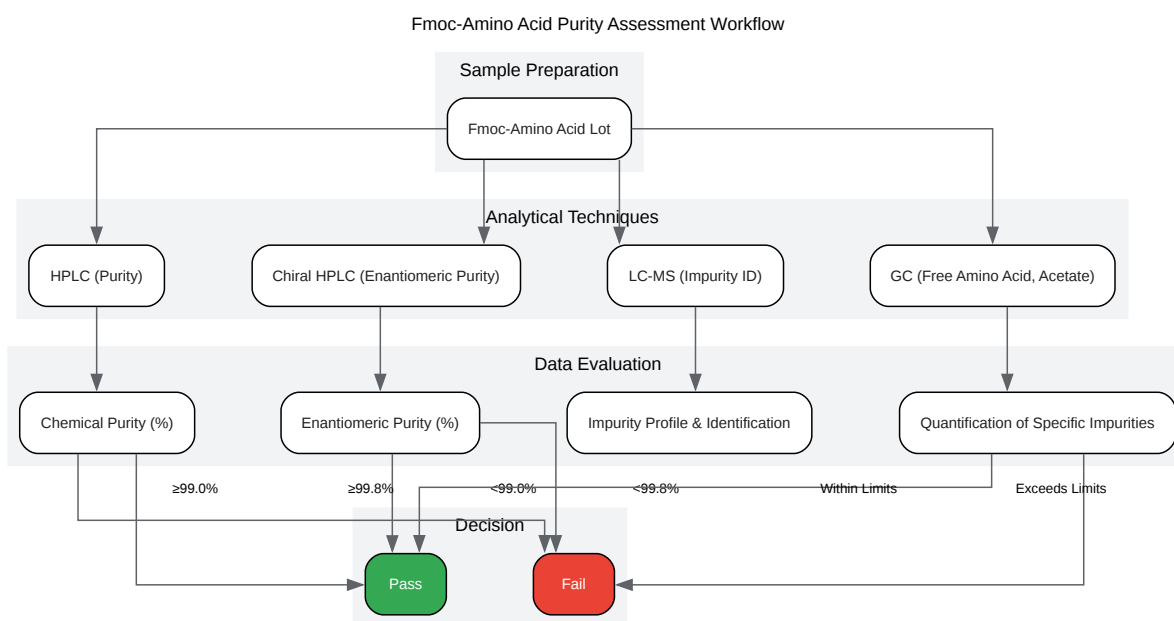 Fmoc-Amino Acid Purity Assessment Workflow
Sample Preparation
Fmoc-Amino Acid Lot
Analytical Techniques
HPLC (Purity)
Chiral HPLC (Enantiomeric Purity)
LC-MS (Impurity ID)
GC (Free Amino Acid, Acetate)
Data Evaluation
Chemical Purity (%)
Enantiomeric Purity (%)
Impurity Profile & Identification
Quantification of Specific Impurities
≥99.0%
≥99.8%
<99.0%
<99.8%
Within Limits
Exceeds Limits
Decision
Pass
Fail